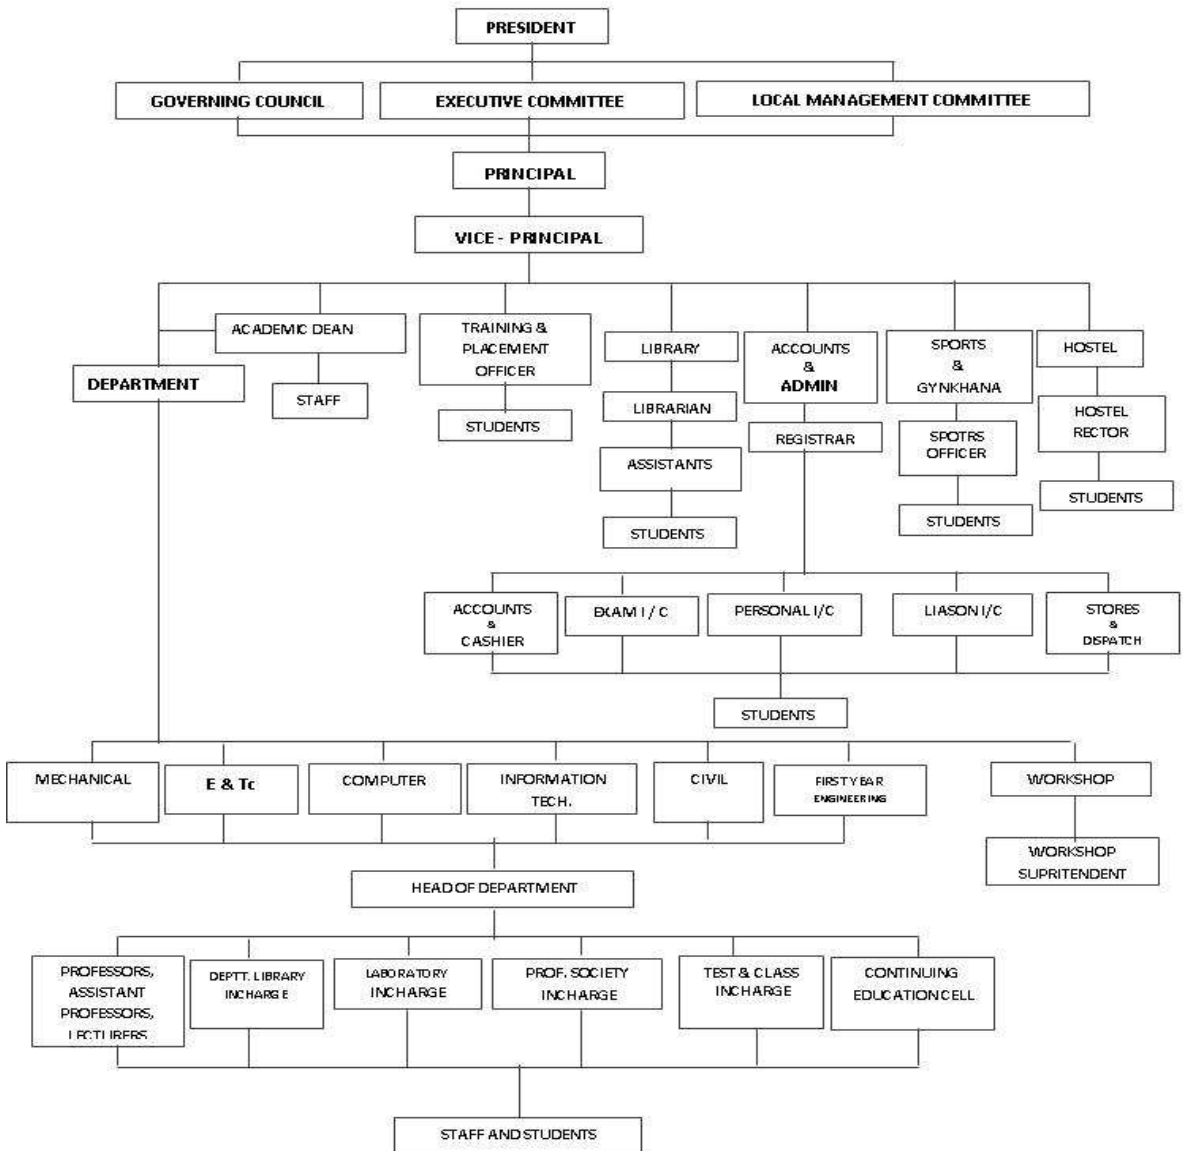 PRESIDENT
GOVERNING COUNCIL
EXECUTIVE COMMITTEE
LOCAL MANAGEMENT COMMITTEE
PRINCIPAL
VICE - PRINCIPAL
ACADEMIC DEAN
STAFF
DEPARTMENT
TRAINING &
PLACEMENT
OFFICER
STUDENTS
LIBRARY
LIBRARIAN
ASSISTANTS
STUDENTS
ACCOUNTS
&
ADMIN
REGISTRAR
SPORTS
&
GYNKHANA
SPOTRS
OFFICER
STUDENTS
HOSTEL
HOSTEL
RECTOR
STUDENTS
ACCOUNTS
&
CASHIER
EXAM I / C
PERSONAL I/C
LIASON I/C
STORES
&
DISPATCH
STUDENTS
MECHANICAL
E & Tc
COMPUTER
INFORMATION
TECH.
CIVIL
FIRST YEAR
ENGINEERING
WORKSHOP
WORKSHOP
SUPRITENDENT
HEAD OF DEPARTMENT
PROFESSORS,
ASSISTANT
PROFESSORS,
LECTURERS
DEPTT. LIBRARY
INCHARGE
LABORATORY
INCHARGE
PROF. SOCIETY
INCHARGE
TEST & CLASS
INCHARGE
CONTINUING
EDUCATION CELL
STAFF AND STUDENTS